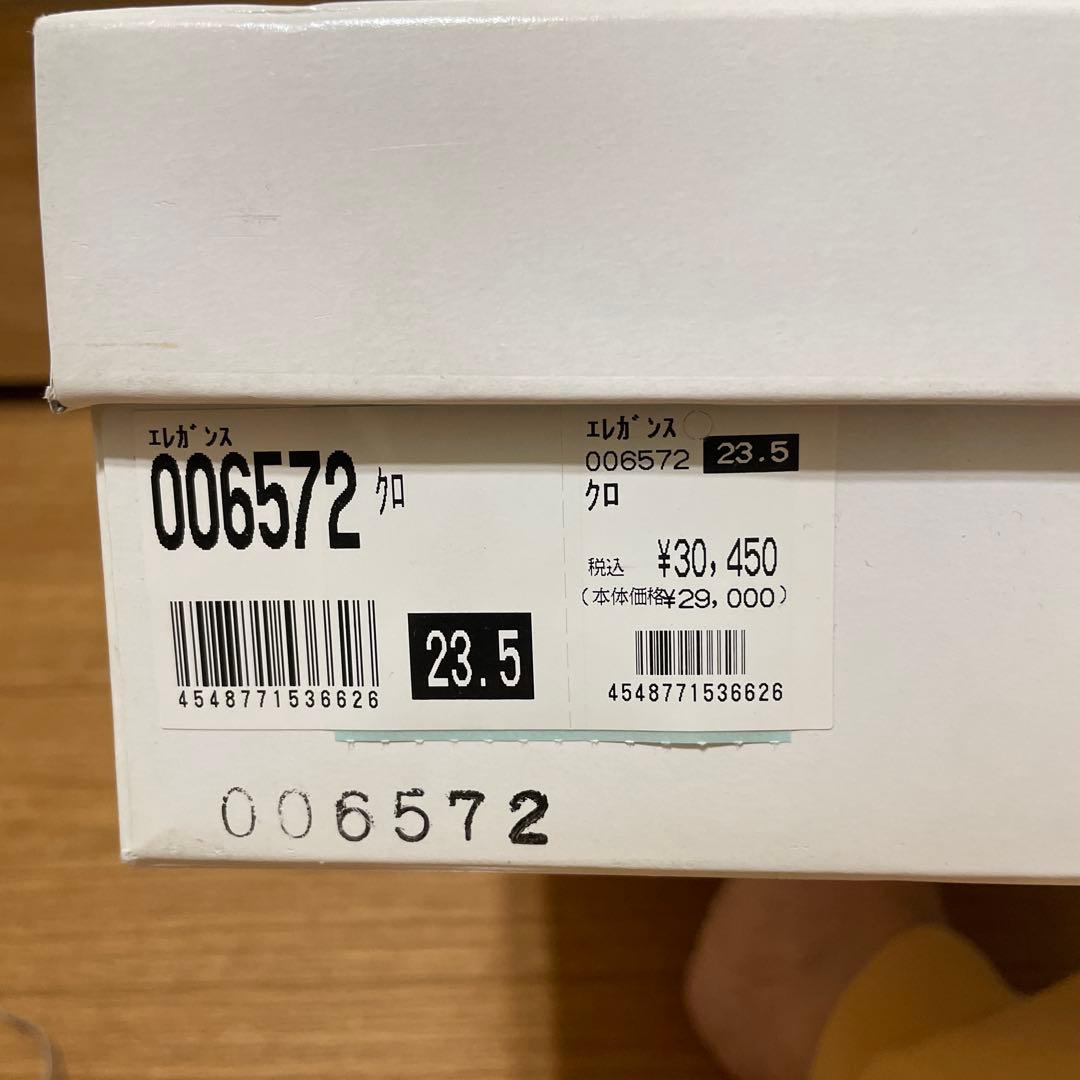 ｴﾚｶﾞﾝｽ
006572 ｸﾛ
4548771536626
23.5
ｴﾚｶﾞﾝｽ
006572 23.5
ｸﾛ
税込 ¥30,450
(本体価格¥29,000)
4548771536626
006572